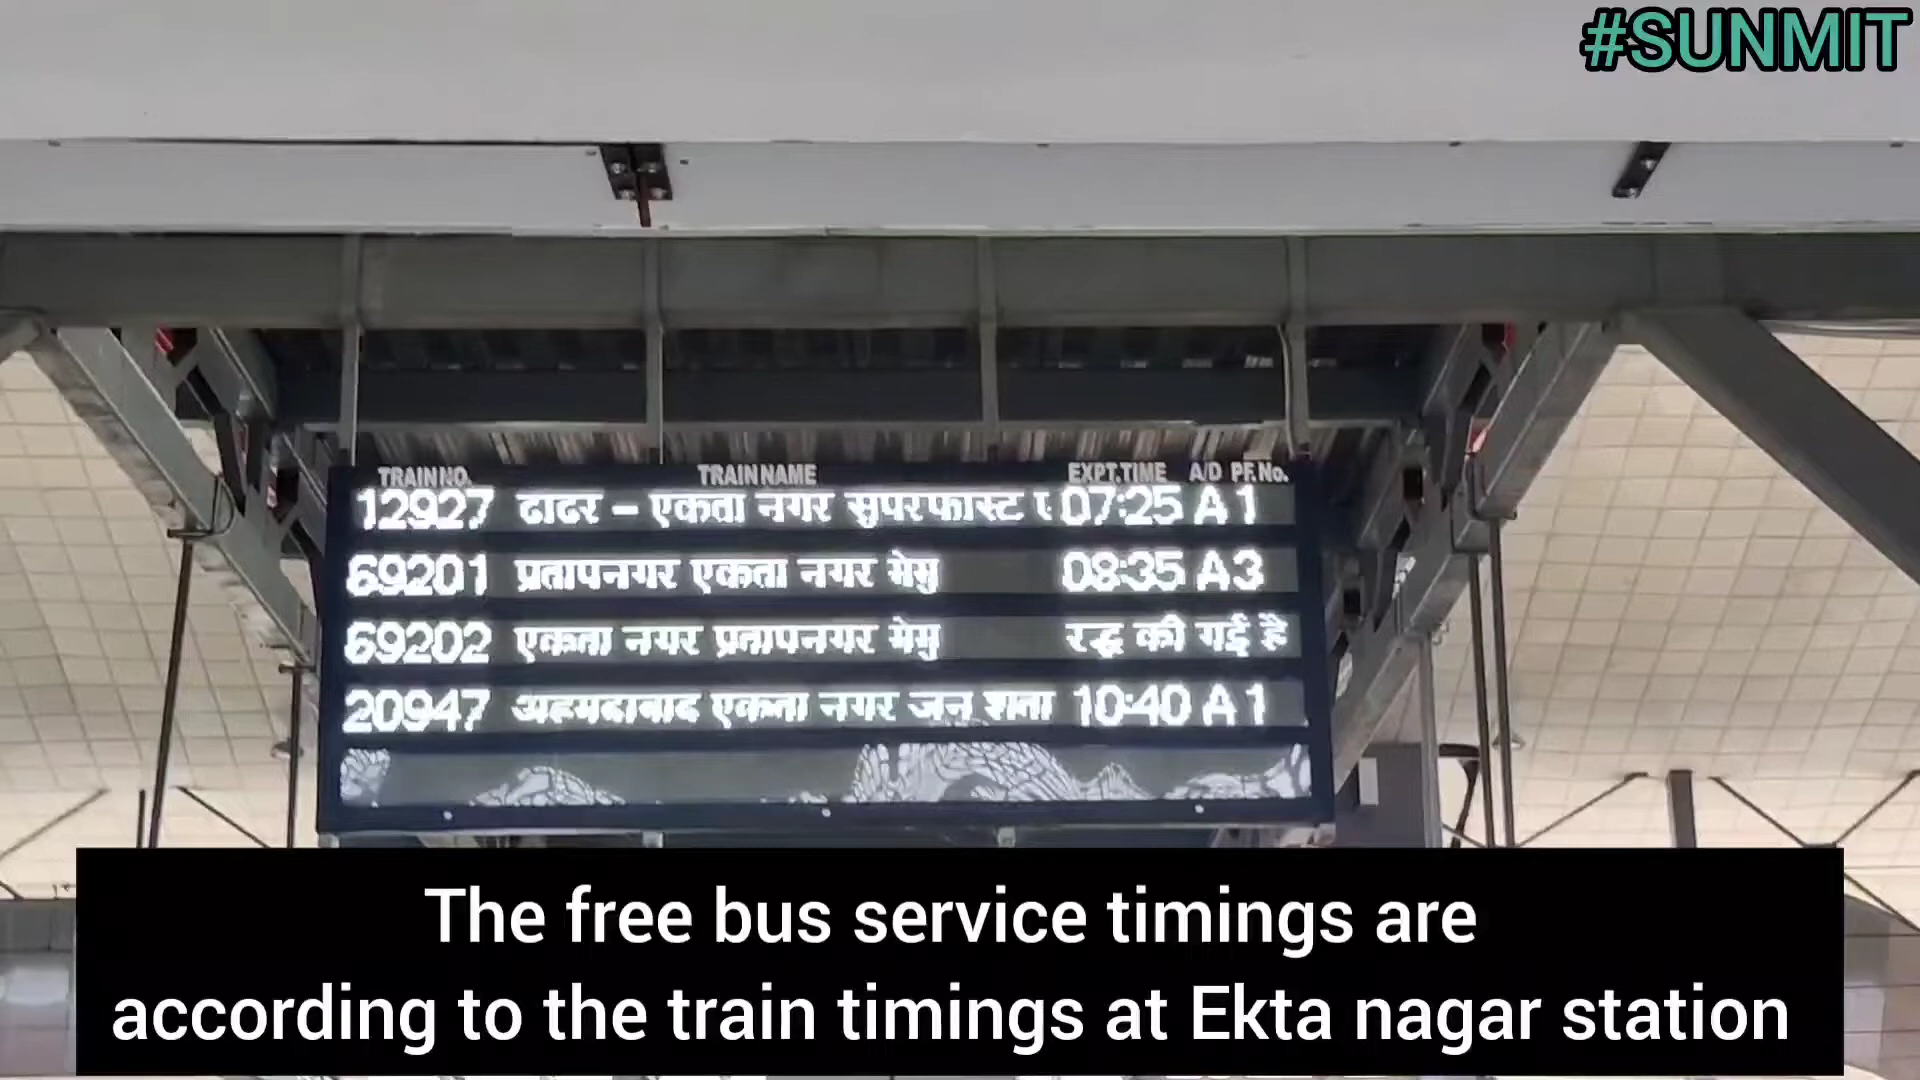 #SUNMIT
TRAIN NO. TRAIN NAME EXPT.TIME A/D PF.No.
12927 दादर – एकता नगर सुपरफास्ट ए 07:25 A 1
69201 प्रतापनगर एकता नगर मेमु 08:35 A 3
69202 एकता नगर प्रतापनगर मेमु रद्ध की गई है
20947 अहमदाबाद एकता नगर जन शता 10:40 A 1
The free bus service timings are
according to the train timings at Ekta nagar station